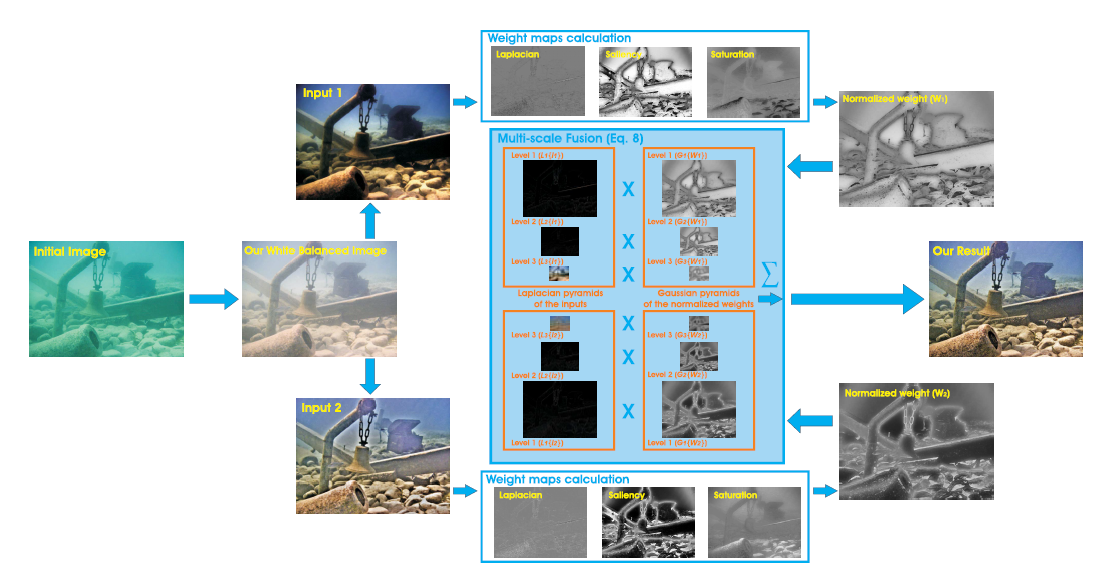 Weight maps calculation
Laplacian
Saliency
Saturation
Input 1
Normalized weight (W1)
Multi-scale Fusion (Eq. 8)
Level 1 (L1{I1})
Level 1 (G1{W1})
X
Level 2 (L2{I1})
Level 2 (G2{W1})
X
Initial Image
Our White Balanced Image
Our Result
Level 3 (L3{I1})
Level 3 (G3{W1})
X
∑
Laplacian pyramids
of the inputs
Gaussian pyramids
of the normalized weights
X
Level 3 (L3{I2})
Level 3 (G3{W2})
X
Level 2 (L2{I2})
Level 2 (G2{W2})
X
Level 1 (L1{I2})
Level 1 (G1{W2})
Input 2
Normalized weight (W2)
Weight maps calculation
Laplacian
Saliency
Saturation